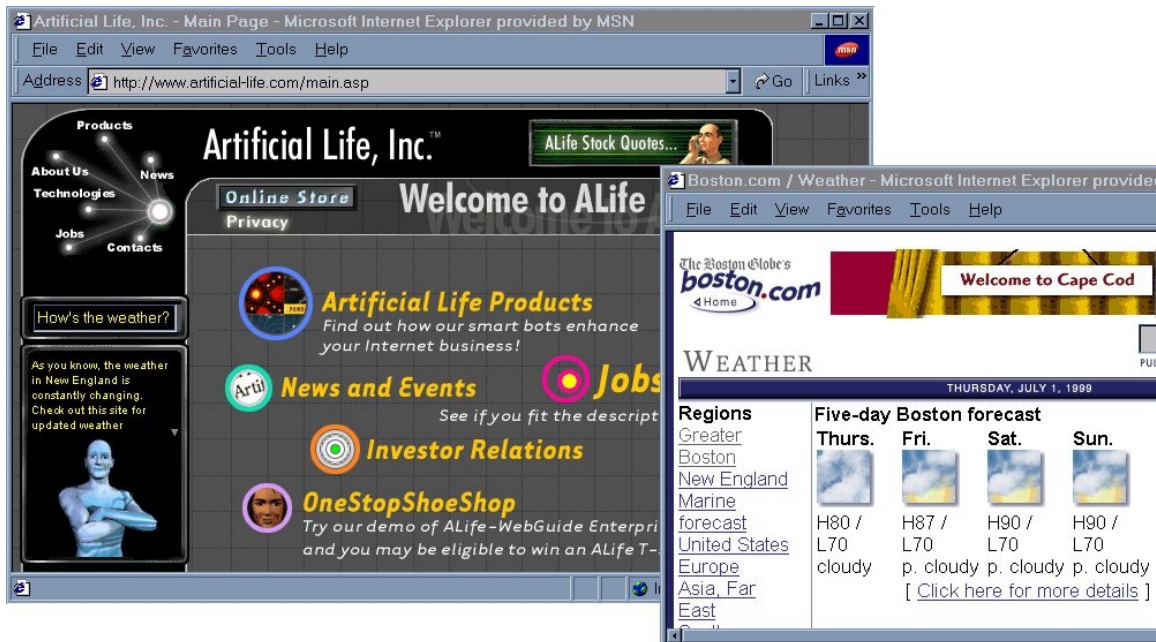 Artificial Life, Inc. - Main Page - Microsoft Internet Explorer provided by MSN
File Edit View Favorites Tools Help
msn
Address http://www.artificial-life.com/main.asp Go Links »
Products
About Us
News
Technologies
Jobs
Contacts
Artificial Life, Inc.™
ALife Stock Quotes...
Online Store
Privacy
Welcome to ALife
How's the weather?
As you know, the weather
in New England is
constantly changing.
Check out this site for
updated weather
Artificial Life Products
Find out how our smart bots enhance
your Internet business!
News and Events
Jobs
See if you fit the descript
Investor Relations
OneStopShoeShop
Try our demo of ALife-WebGuide Enterpri
and you may be eligible to win an ALife T-
Boston.com / Weather - Microsoft Internet Explorer provide
File Edit View Favorites Tools Help
The Boston Globe's
boston.com
Home
Welcome to Cape Cod
WEATHER
THURSDAY, JULY 1, 1999
Regions
Greater
Boston
New England
Marine
forecast
United States
Europe
Asia, Far
East
Five-day Boston forecast
Thurs. Fri. Sat. Sun.
H80 / H87 / H90 / H90 /
L70 L70 L70 L70
cloudy p. cloudy p. cloudy p. cloudy
[ Click here for more details ]